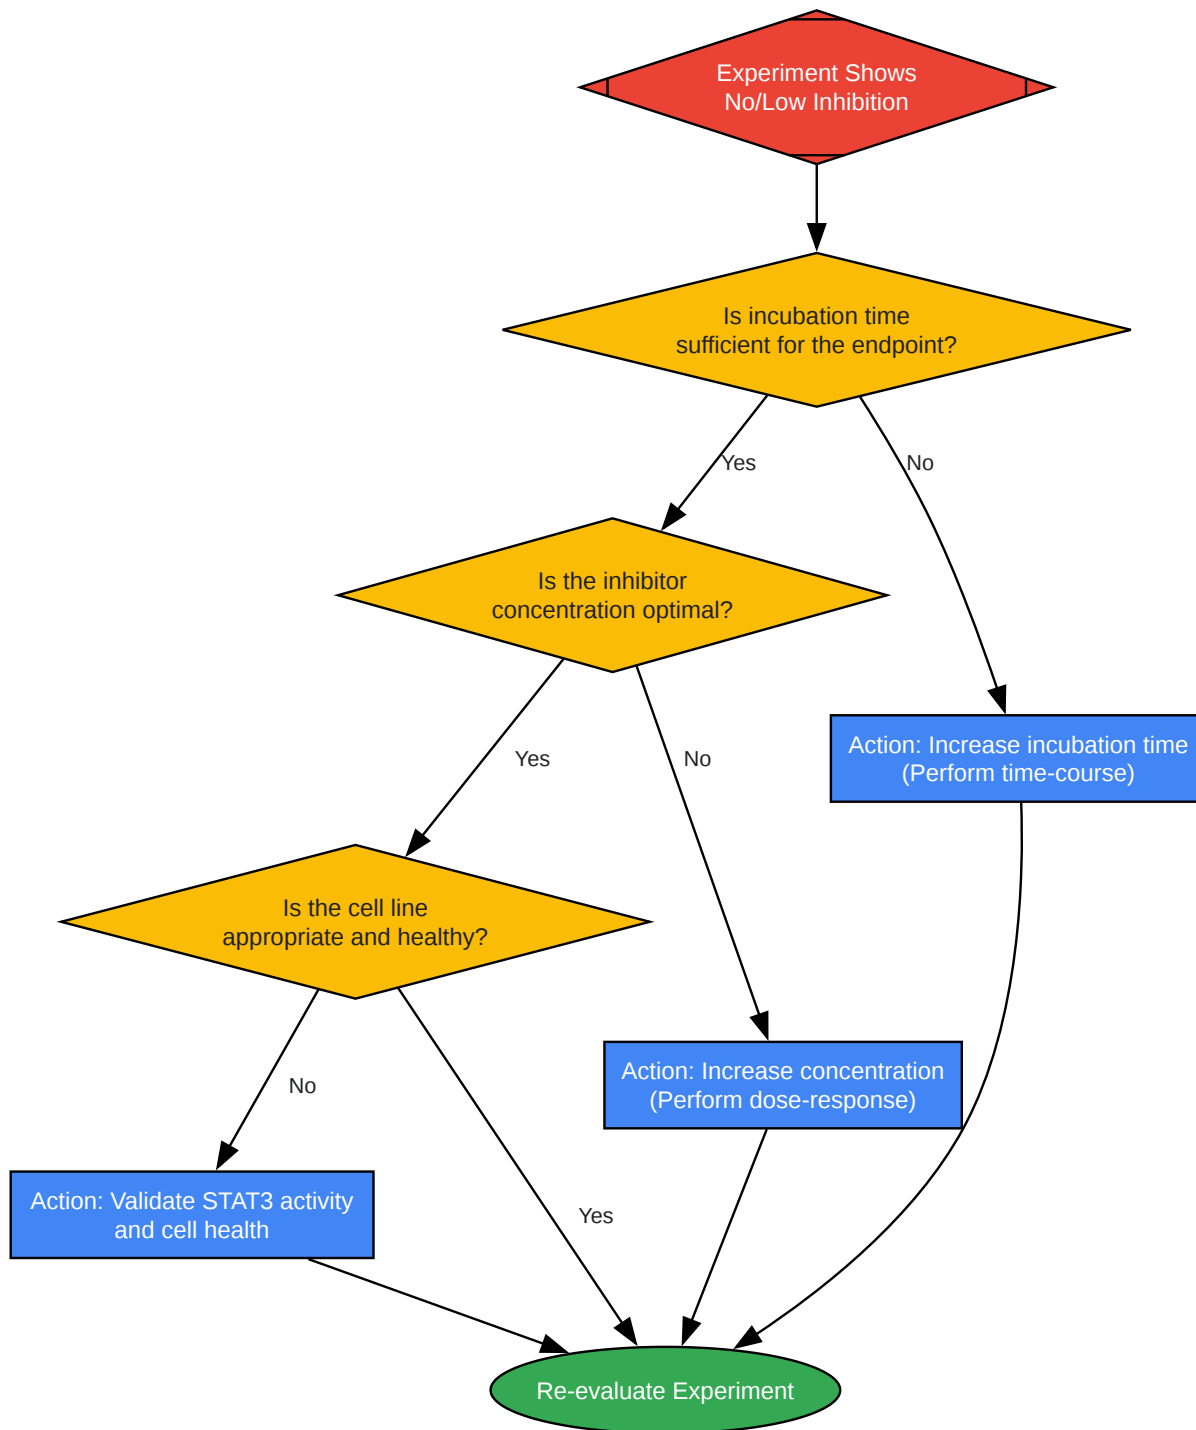 Experiment Shows
No/Low Inhibition
Is incubation time
sufficient for the endpoint?
Yes
No
Is the inhibitor
concentration optimal?
Yes
No
Action: Increase incubation time
(Perform time-course)
Is the cell line
appropriate and healthy?
No
Yes
Action: Increase concentration
(Perform dose-response)
Action: Validate STAT3 activity
and cell health
Re-evaluate Experiment